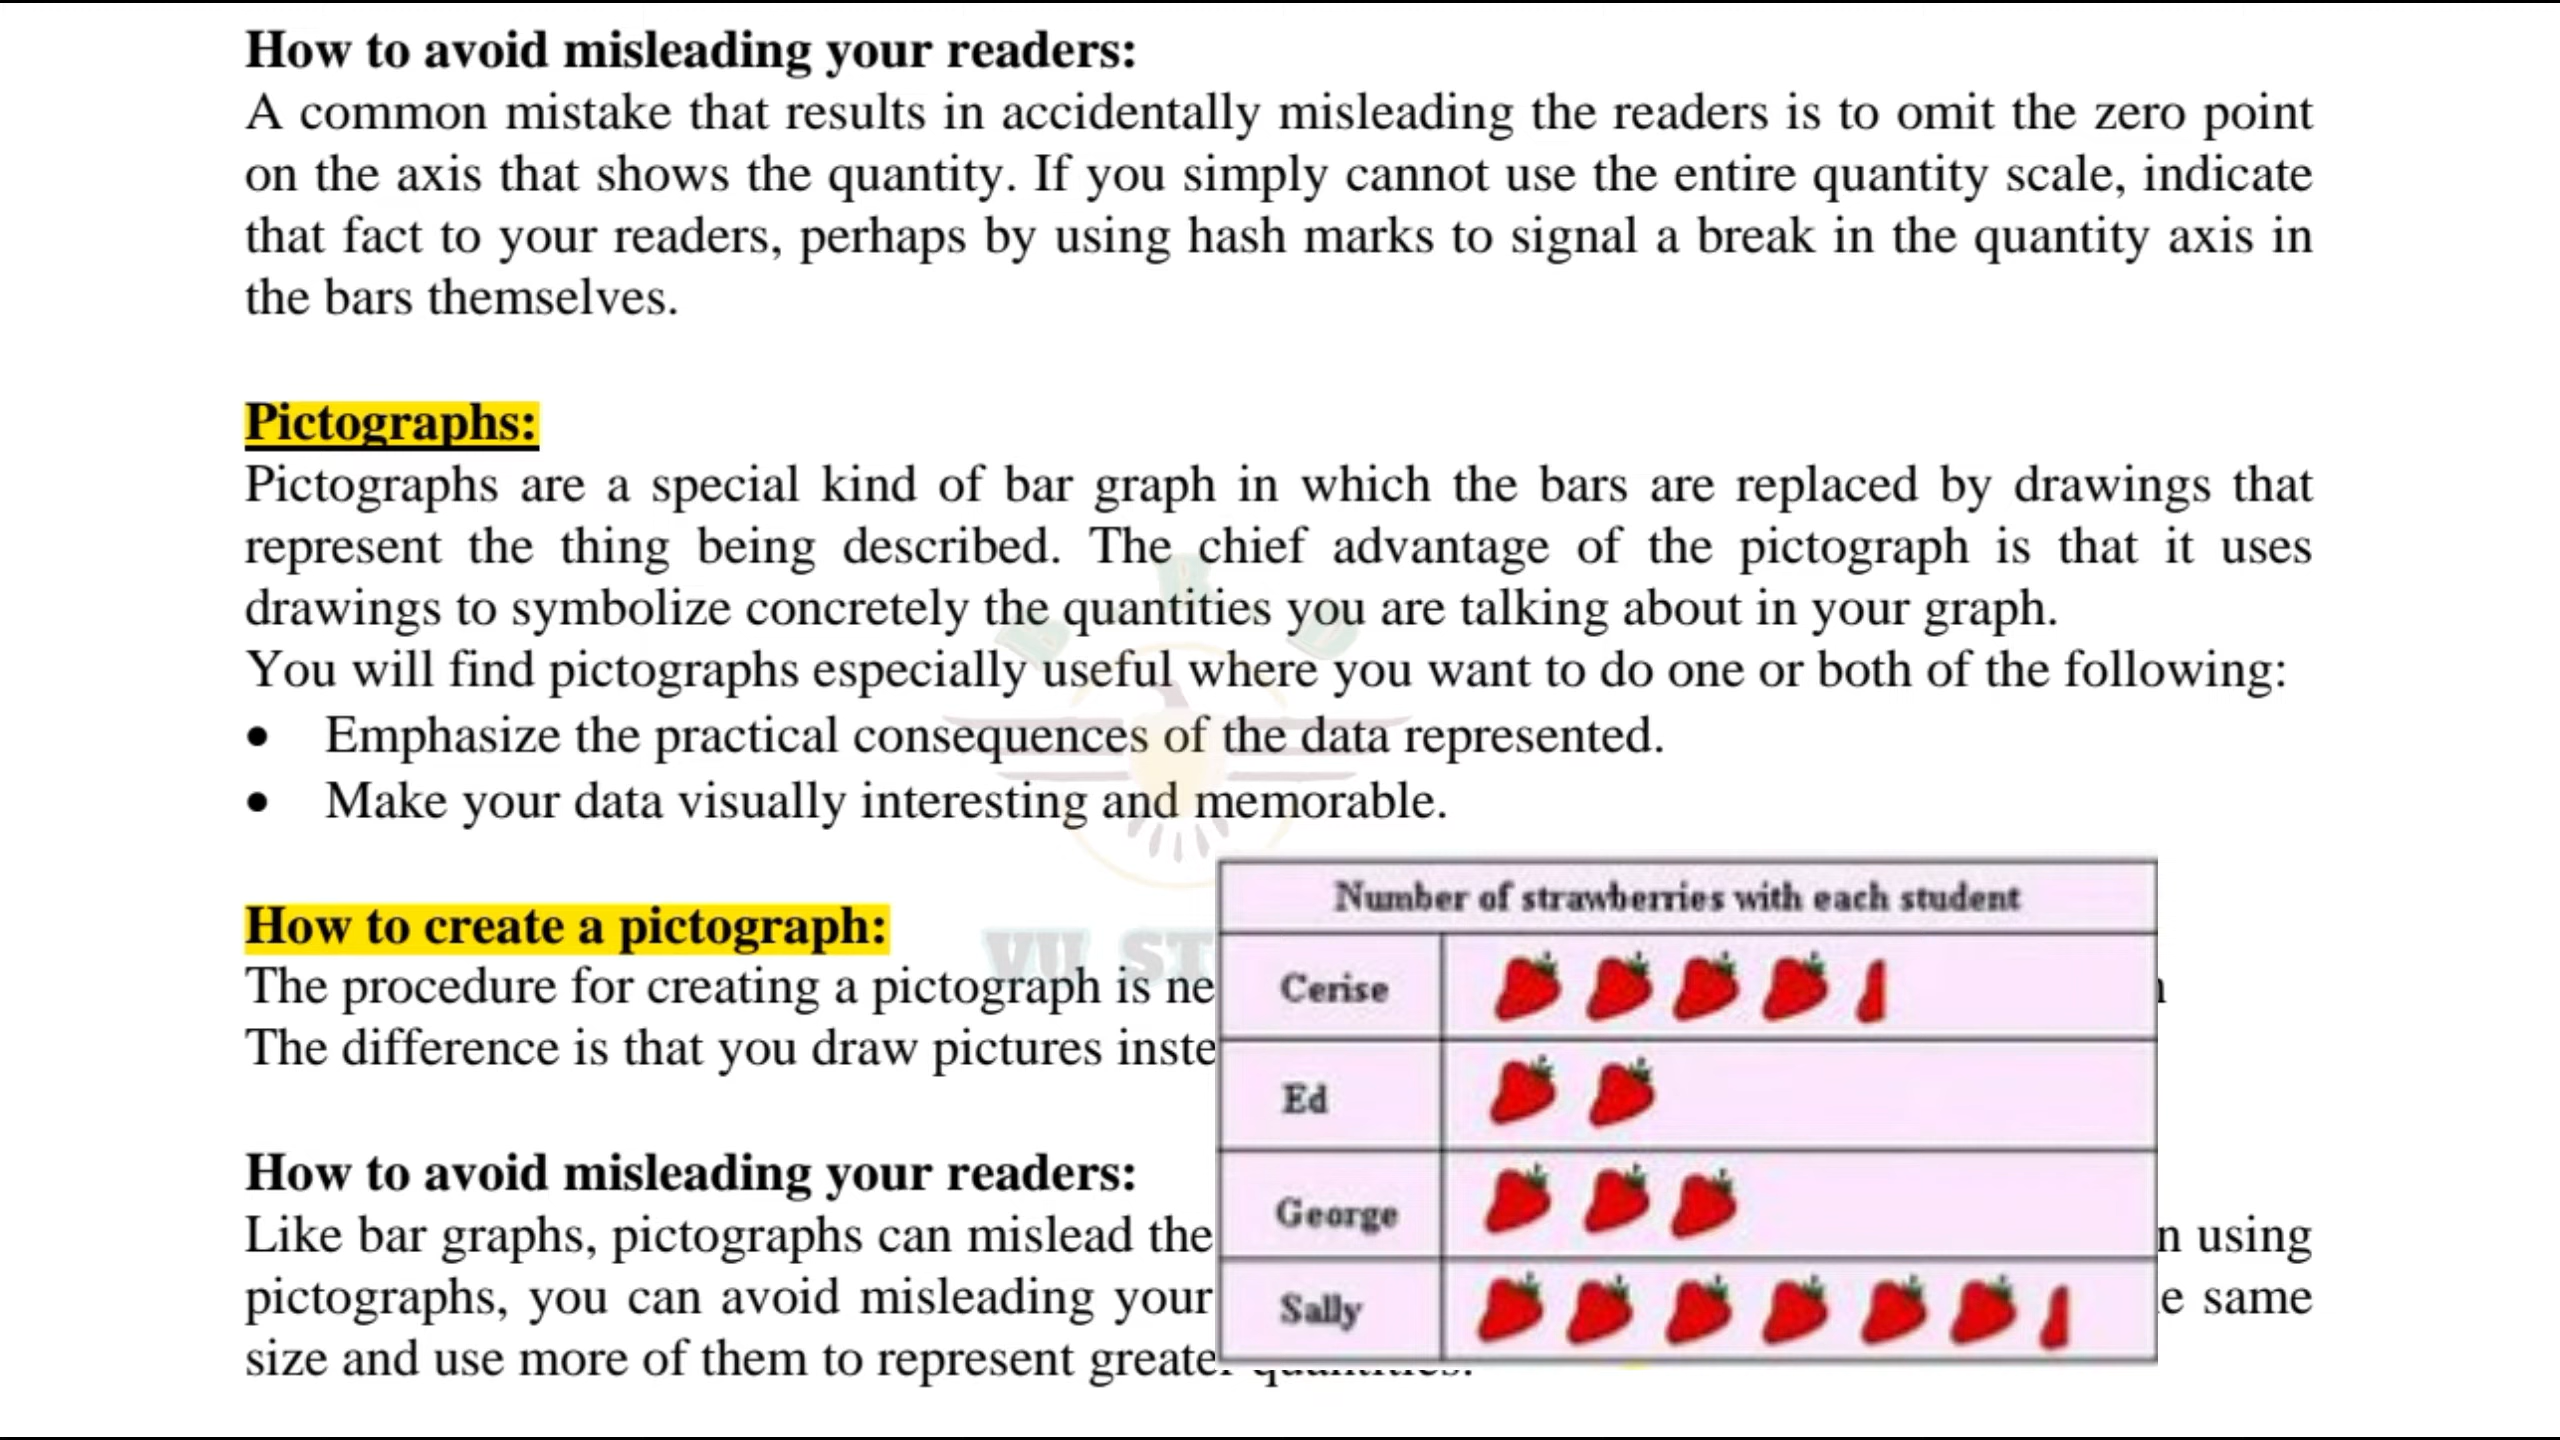 How to avoid misleading your readers:
A common mistake that results in accidentally misleading the readers is to omit the zero point
on the axis that shows the quantity. If you simply cannot use the entire quantity scale, indicate
that fact to your readers, perhaps by using hash marks to signal a break in the quantity axis in
the bars themselves.
Pictographs:
Pictographs are a special kind of bar graph in which the bars are replaced by drawings that
represent the thing being described. The chief advantage of the pictograph is that it uses
drawings to symbolize concretely the quantities you are talking about in your graph.
You will find pictographs especially useful where you want to do one or both of the following:
• Emphasize the practical consequences of the data represented.
• Make your data visually interesting and memorable.
How to create a pictograph:
The procedure for creating a pictograph is
The difference is that you draw pictures
How to avoid misleading your readers:
Like bar graphs, pictographs can mislead the using
pictographs, you can avoid misleading your same
size and use more of them to represent
VU
Number of strawberries with each student
Cerise
Ed
George
Sally